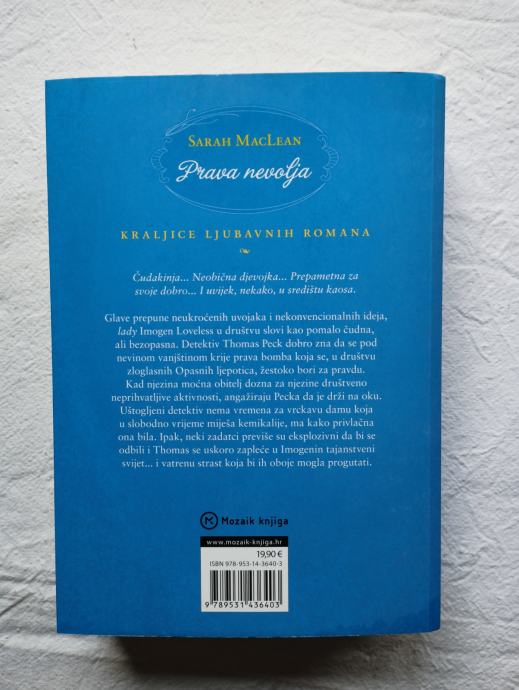 SARAH MACLEAN
Prava nevolja
KRALJICE LJUBAVNIH ROMANA
Čudakinja... Neobična djevojka... Prepametna za
svoje dobro... I uvijek, nekako, u središtu kaosa.
Glave prepune neukroćenih uvojaka i nekonvencionalnih ideja,
lady Imogen Loveless u društvu slovi kao pomalo čudna,
ali bezopasna. Detektiv Thomas Peck dobro zna da se pod
nevinom vanjštinom krije prava bomba koja se, u društvu
zloglasnih Opasnih ljepotica, žestoko bori za pravdu.
Kad njezina moćna obitelj dozna za njezine društveno
neprihvatljive aktivnosti, angažiraju Pecka da je drži na oku.
Uštogljeni detektiv nema vremena za vrckavu damu koja
u slobodno vrijeme miješa kemikalije, ma kako privlačna
ona bila. Ipak, neki zadatci previše su eksplozivni da bi se
odbili i Thomas se uskoro zapleće u Imogenin tajanstveni
svijet... i vatrenu strast koja bi ih oboje mogla progutati.
Mozaik knjiga
www.mozaik-knjiga.hr
19,90 €
ISBN 978-953-14-3640-3
9 789531 436403